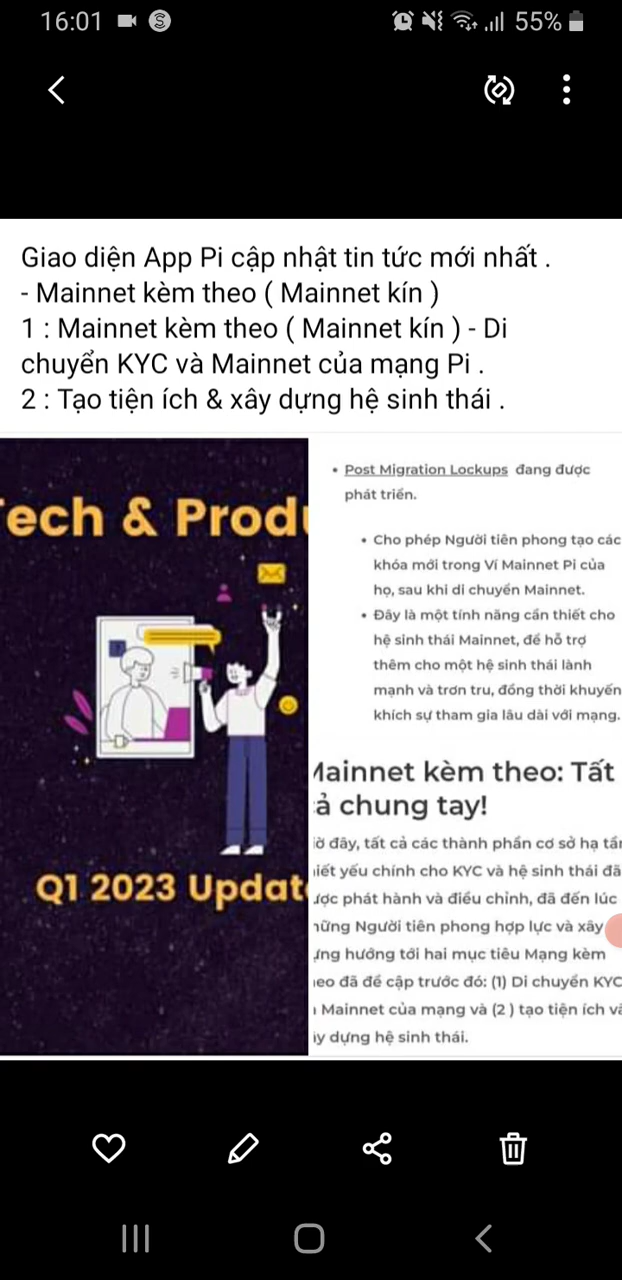 16:01
55%
Giao diện App Pi cập nhật tin tức mới nhất .
- Mainnet kèm theo ( Mainnet kín )
1 : Mainnet kèm theo ( Mainnet kín ) - Di
chuyển KYC và Mainnet của mạng Pi .
2 : Tạo tiện ích & xây dựng hệ sinh thái .
ech & Produ
Q1 2023 Update
• Post Migration Lockups đang được
phát triển.
• Cho phép Người tiên phong tạo các
khóa mới trong Ví Mainnet Pi của
họ, sau khi di chuyển Mainnet.
• Đây là một tính năng cần thiết cho
hệ sinh thái Mainnet, để hỗ trợ
thêm cho một hệ sinh thái lành
mạnh và trơn tru, đồng thời khuyến
khích sự tham gia lâu dài với mạng.
Mainnet kèm theo: Tất
ả chung tay!
ờ đây, tất cả các thành phần cơ sở hạ tần
iết yếu chính cho KYC và hệ sinh thái đã
ược phát hành và điều chỉnh, đã đến lúc
hững Người tiên phong hợp lực và xây
ựng hướng tới hai mục tiêu Mạng kèm
eo đã đề cập trước đó: (1) Di chuyển KYC
Mainnet của mạng và (2 ) tạo tiện ích và
ây dựng hệ sinh thái.